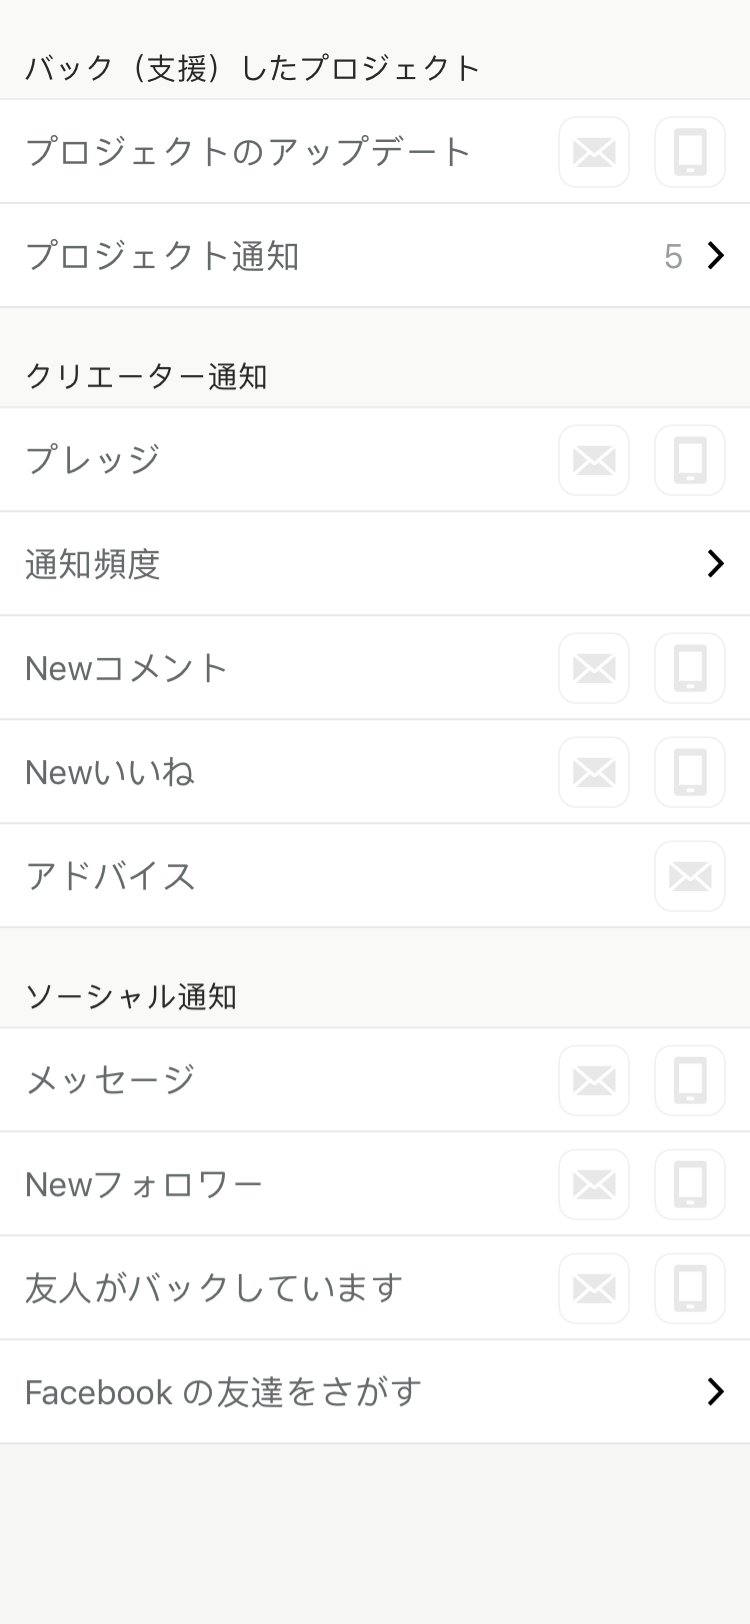 バック（支援）したプロジェクト
プロジェクトのアップデート
プロジェクト通知 5
クリエーター通知
プレッジ
通知頻度
Newコメント
Newいいね
アドバイス
ソーシャル通知
メッセージ
Newフォロワー
友人がバックしています
Facebook の友達をさがす